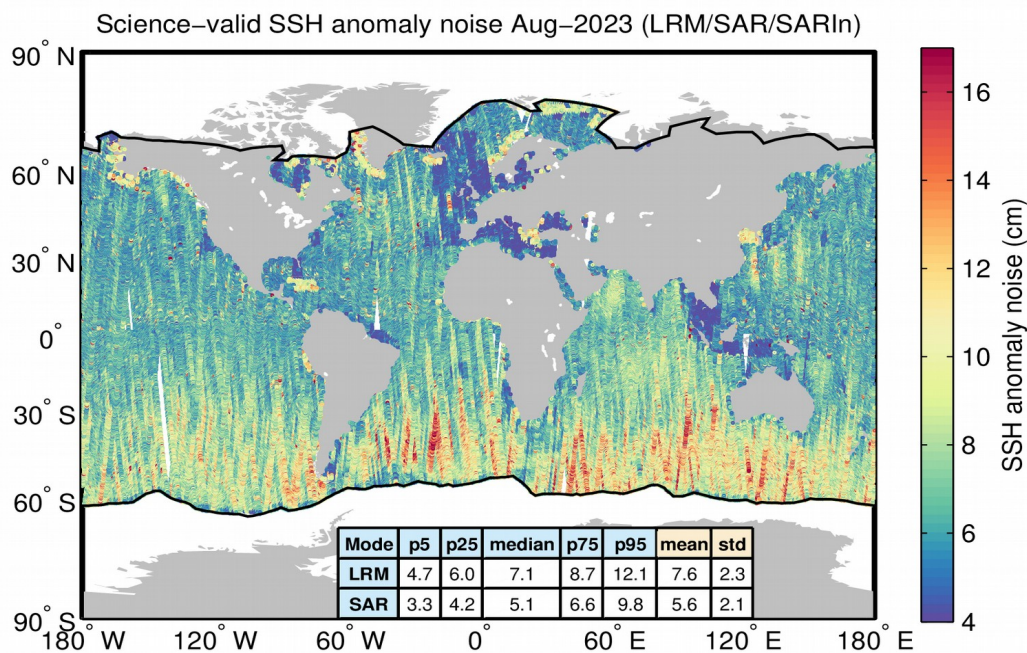 Science−valid SSH anomaly noise Aug−2023 (LRM/SAR/SARIn)
90° N
60° N
30° N
0°
30° S
60° S
90° S
180° W
120° W
60° W
0°
60° E
120° E
180° E
Mode p5 p25 median p75 p95 mean std
LRM 4.7 6.0 7.1 8.7 12.1 7.6 2.3
SAR 3.3 4.2 5.1 6.6 9.8 5.6 2.1
16
14
12
10
8
6
4
SSH anomaly noise (cm)